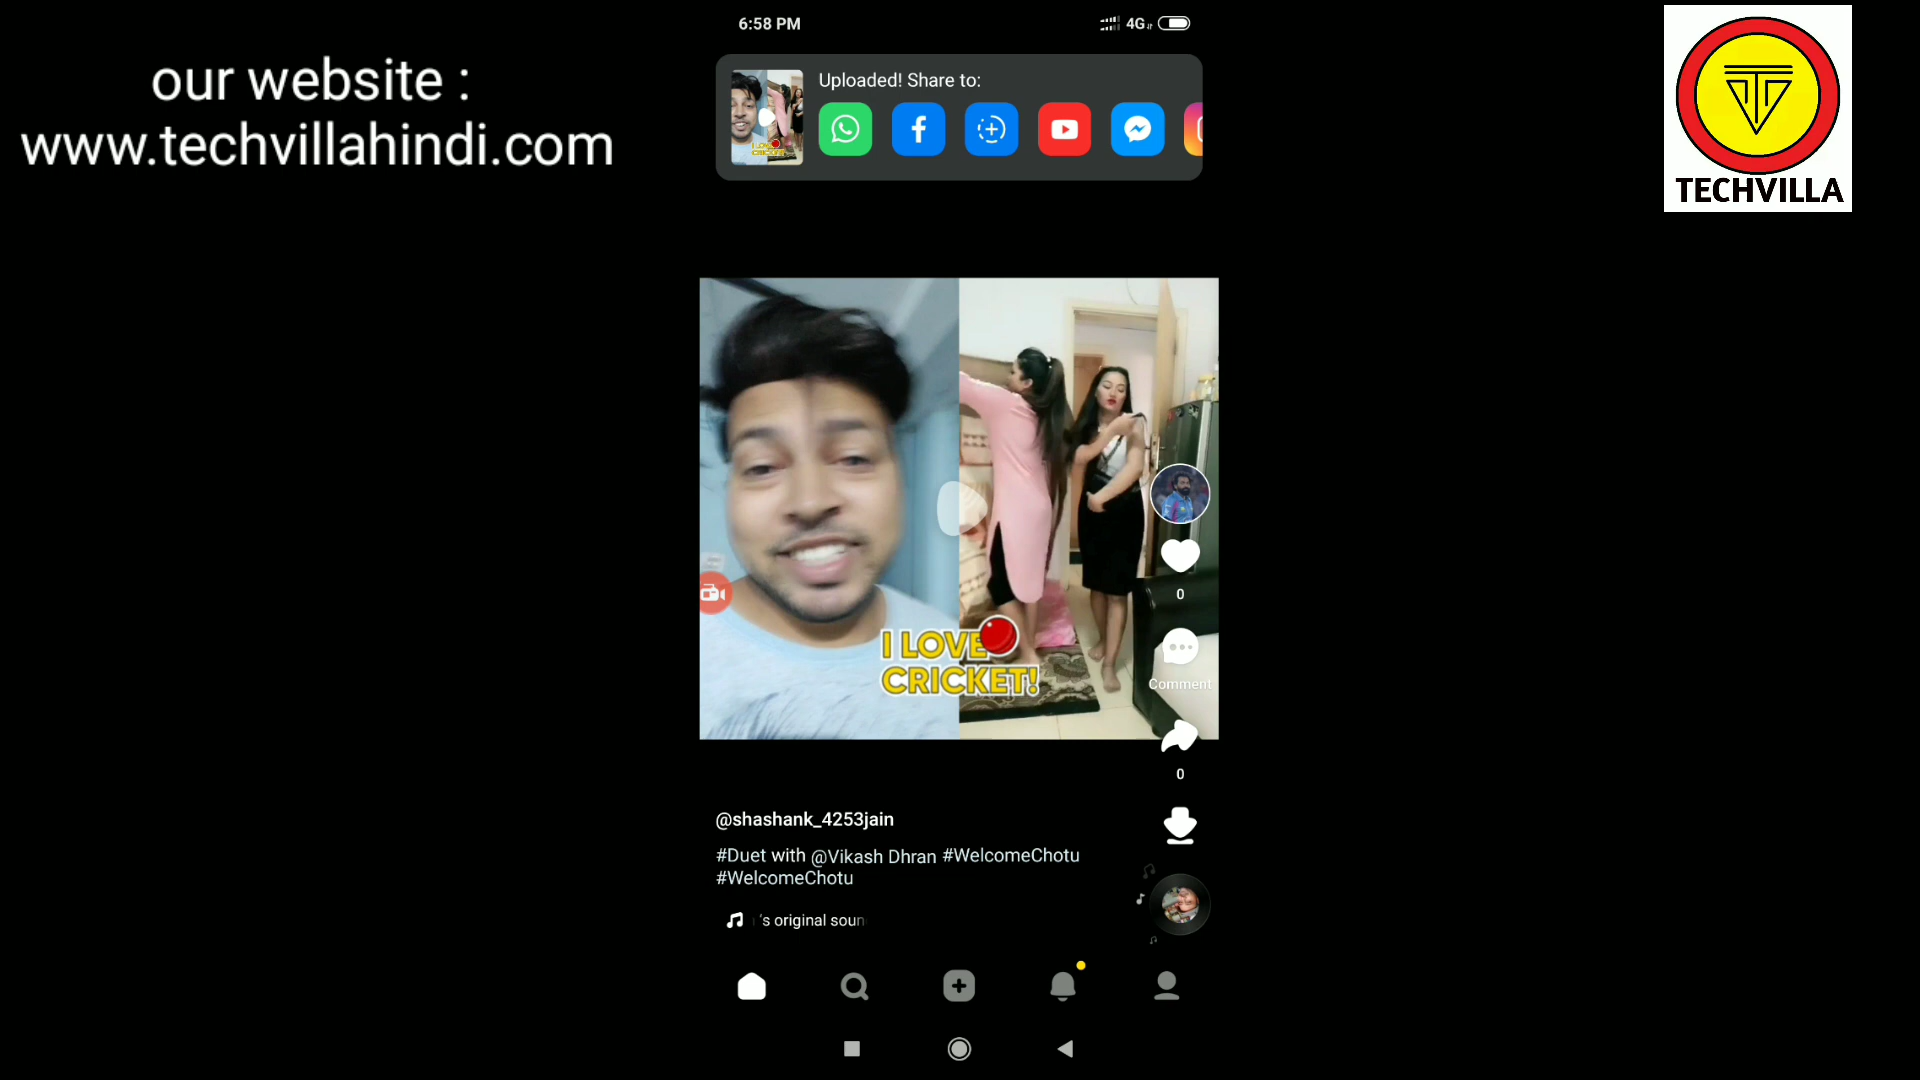 6:58 PM
4G
our website :
www.techvillahindi.com
Uploaded! Share to:
TECHVILLA
I LOVE
CRICKET!
0
Comment
0
@shashank_4253jain
#Duet with @Vikash Dhran #WelcomeChotu
#WelcomeChotu
's original soun